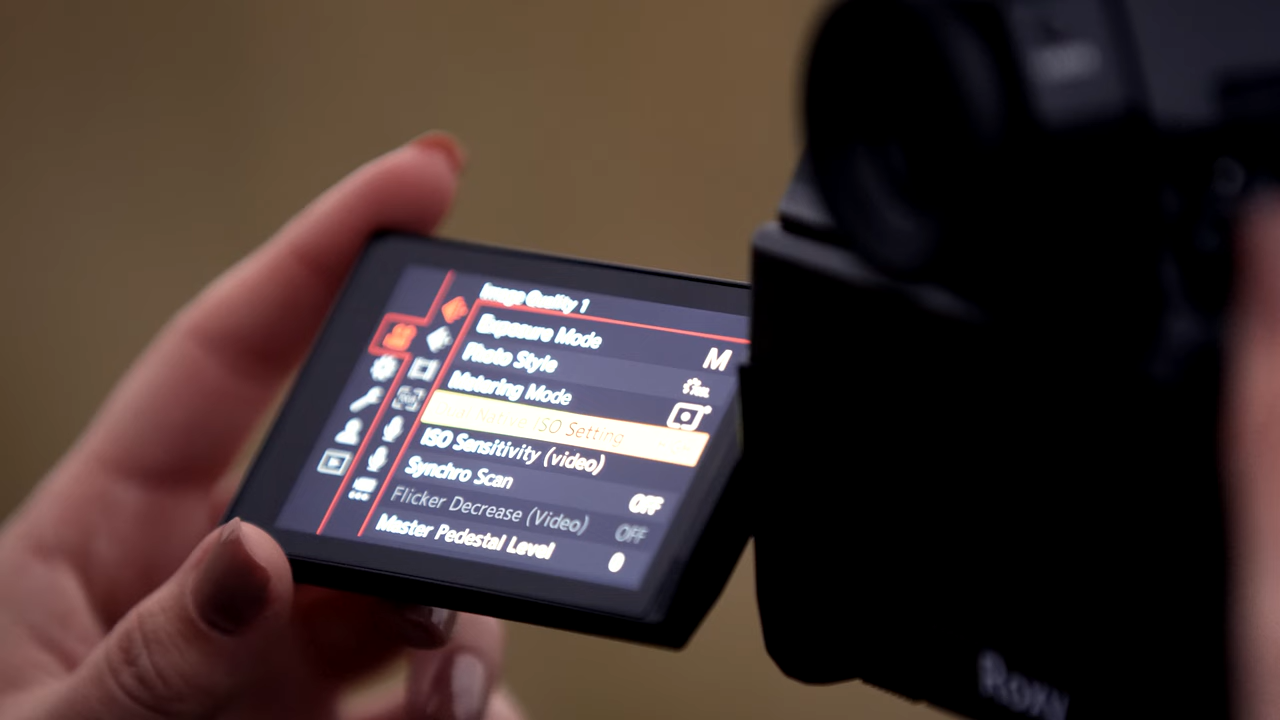 Image Quality 1
Exposure Mode M
Photo Style
Metering Mode
Dual Native ISO Setting
ISO Sensitivity (video)
Synchro Scan OFF
Flicker Decrease (Video) OFF
Master Pedestal Level 0